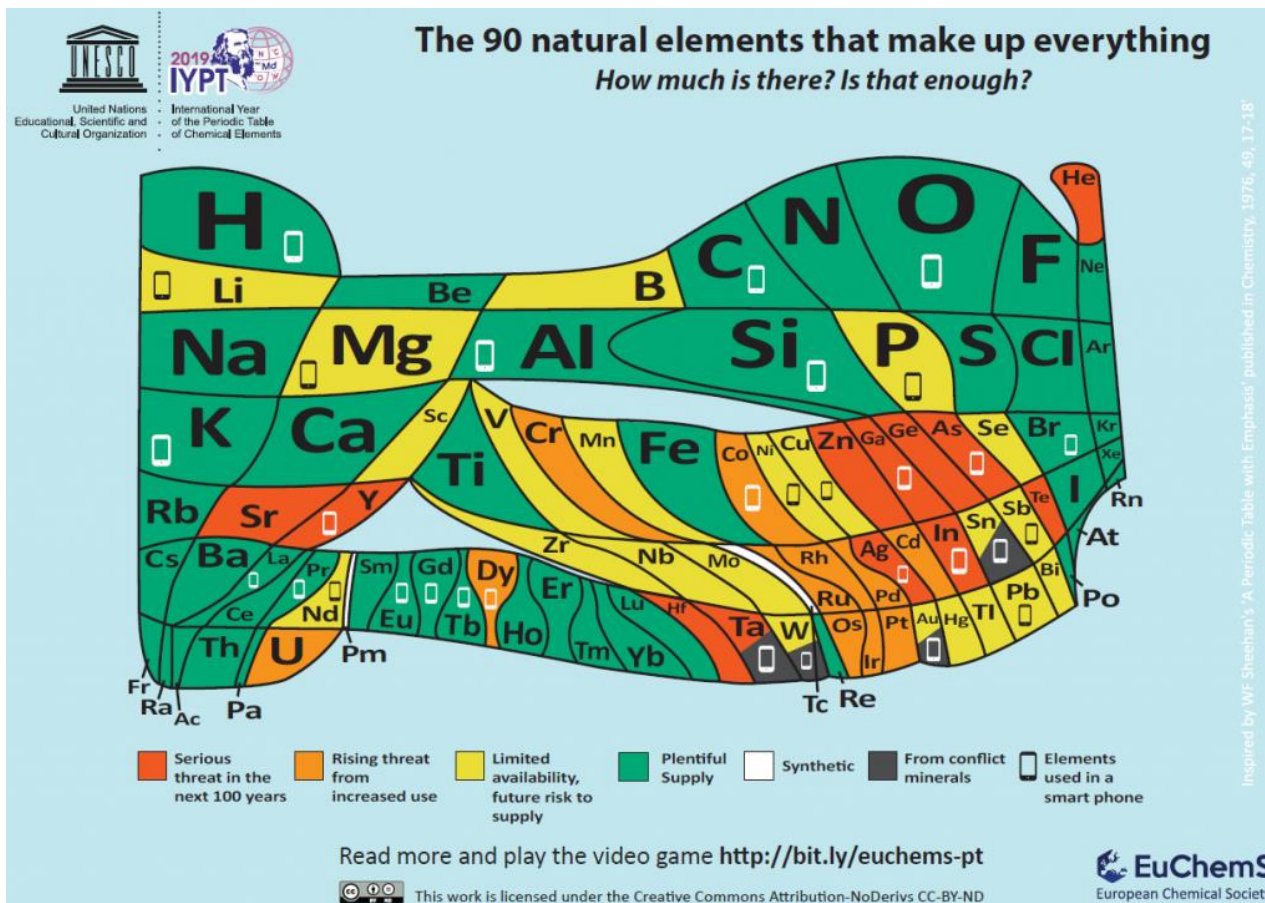 UNESCO
2019
IYPT
N C
O Md
O W
United Nations
Educational, Scientific and
Cultural Organization
International Year
of the Periodic Table
of Chemical Elements
The 90 natural elements that make up everything
How much is there? Is that enough?
H
C
N
O
F
He
Li
Be
B
Ne
Na
Mg
Al
Si
P
S
Cl
Ar
K
Ca
Sc
Ti
V
Cr
Mn
Fe
Co
Ni
Cu
Zn
Ga
Ge
As
Se
Br
Kr
Rb
Sr
Y
Zr
Nb
Mo
Tc
Ru
Rh
Pd
Ag
Cd
In
Sn
Sb
Te
I
Xe
Cs
Ba
La
Ce
Pr
Nd
Pm
Sm
Eu
Gd
Tb
Dy
Ho
Er
Tm
Yb
Lu
Hf
Ta
W
Re
Os
Ir
Pt
Au
Hg
Tl
Pb
Bi
Po
At
Rn
Fr
Ra
Ac
Th
Pa
U
Serious
threat in the
next 100 years
Rising threat
from
increased use
Limited
availability,
future risk to
supply
Plentiful
Supply
Synthetic
From conflict
minerals
Elements
used in a
smart phone
Read more and play the video game http://bit.ly/euchems-pt
This work is licensed under the Creative Commons Attribution-NoDerivs CC-BY-ND
EuChemS
European Chemical Societ
Inspired by WF Sheehan's 'A Periodic Table with Emphasis' published in Chemistry, 1976, 49, 17-18'